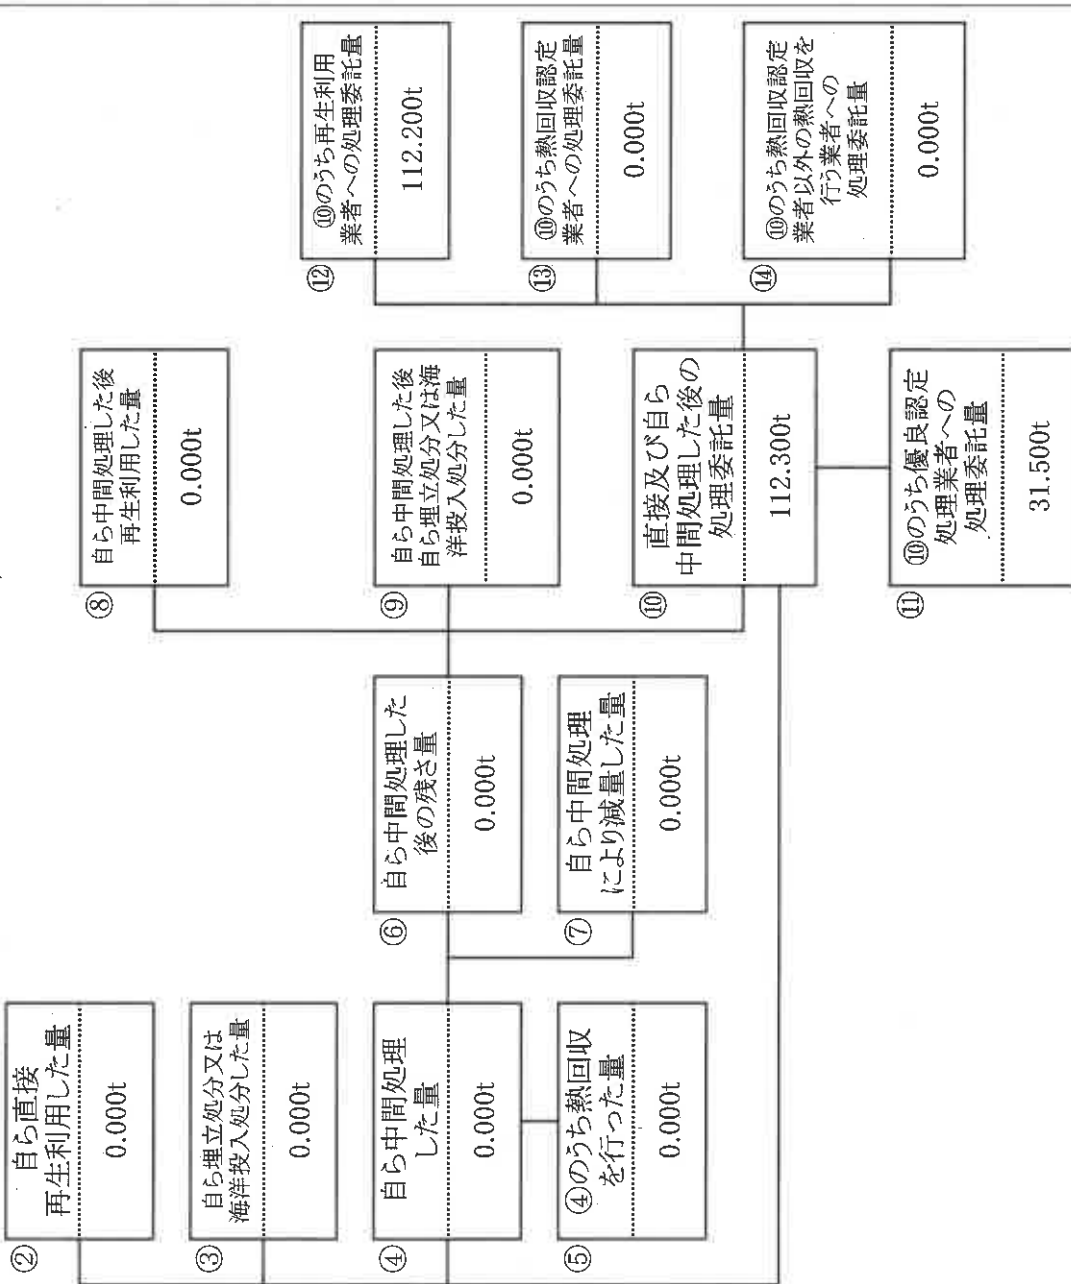 ②
自ら直接
再生利用した量
0.000t
③
自ら埋立処分又は
海洋投入処分した量
0.000t
④
自ら中間処理
した量
0.000t
⑤
④のうち熱回収
を行った量
0.000t
⑥
自ら中間処理した
後の残さ量
0.000t
⑦
自ら中間処理
により減量した量
0.000t
⑧
自ら中間処理した後
再生利用した量
0.000t
⑨
自ら中間処理した後
自ら埋立処分又は海
洋投入処分した量
0.000t
⑩
直接及び自ら
中間処理した後の
処理委託量
112.300t
⑪
⑩のうち優良認定
処理業者への
処理委託量
31.500t
⑫
⑩のうち再生利用
業者への処理委託量
112.200t
⑬
⑩のうち熱回収認定
業者への処理委託量
0.000t
⑭
⑩のうち熱回収認定
業者以外の熱回収を
行う業者への
処理委託量
0.000t